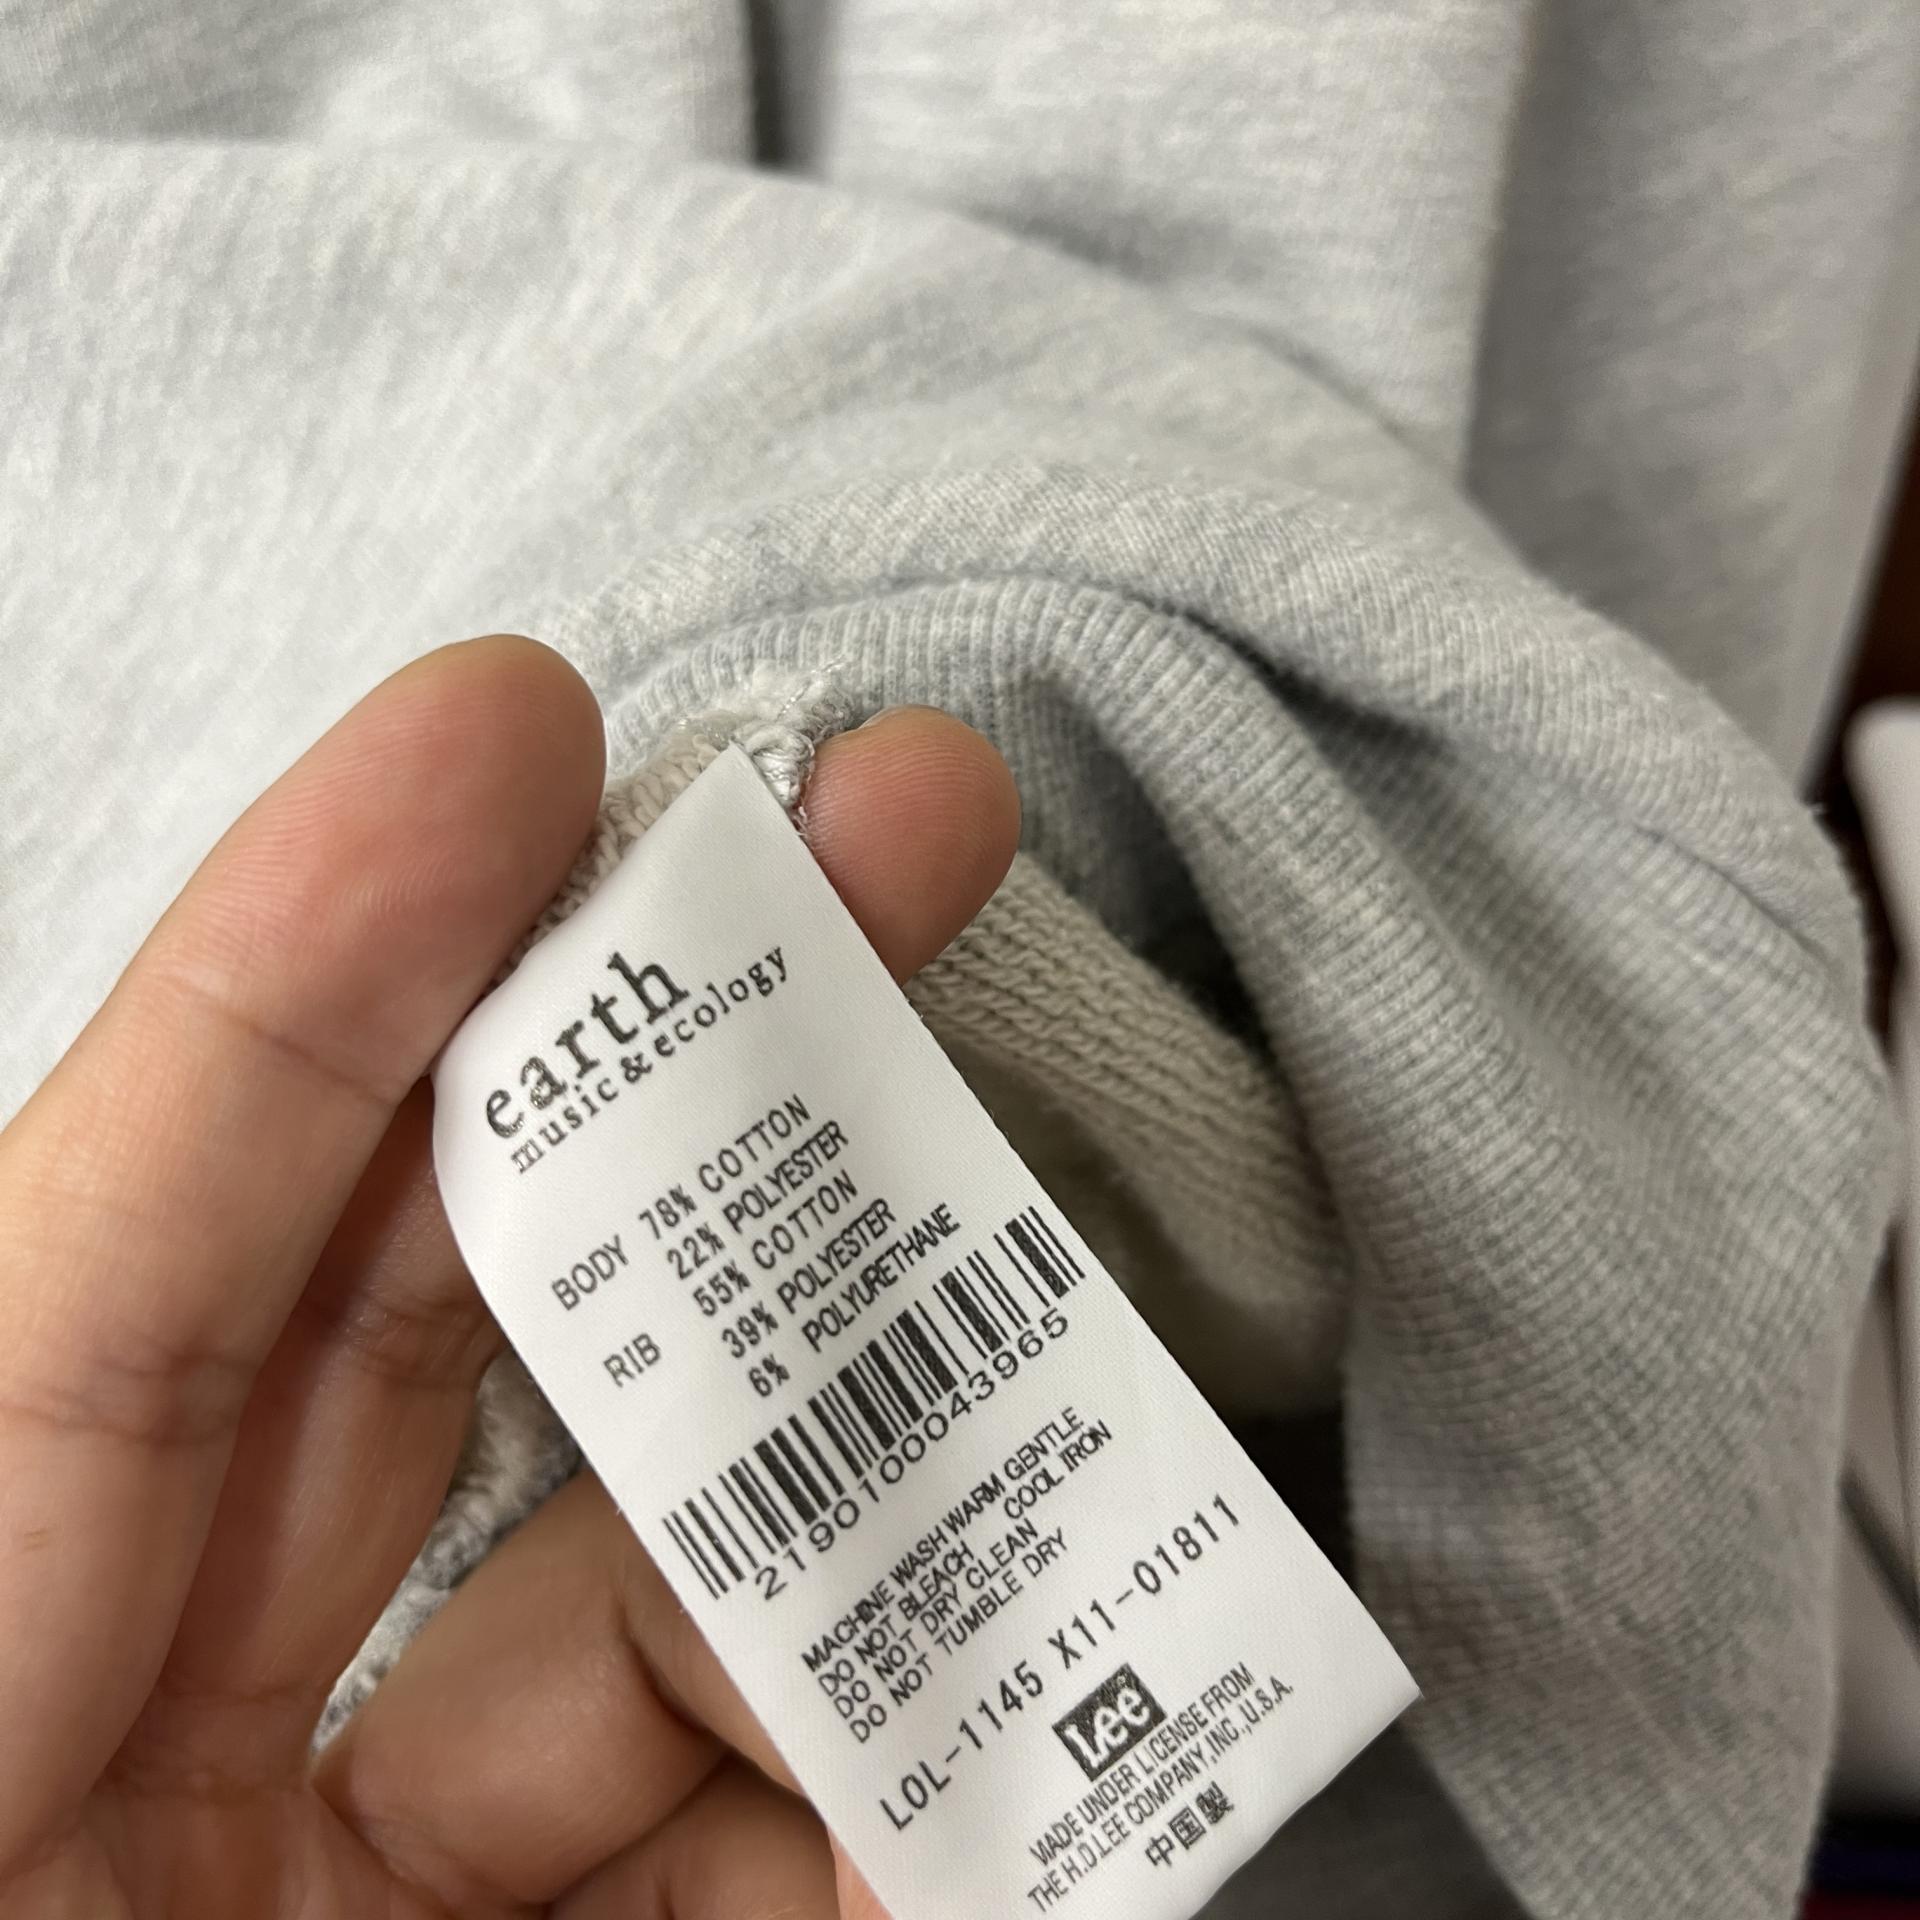 earth
music & ecology
BODY 78% COTTON
22% POLYESTER
RIB 55% COTTON
39% POLYESTER
6% POLYURETHANE
2190100043965
MACHINE WASH WARM GENTLE
DO NOT BLEACH COOL IRON
DO NOT DRY CLEAN
DO NOT TUMBLE DRY
LOL-1145 X11-01811
Lee
MADE UNDER LICENSE FROM
THE H.D.LEE COMPANY,INC.,U.S.A.
中国製